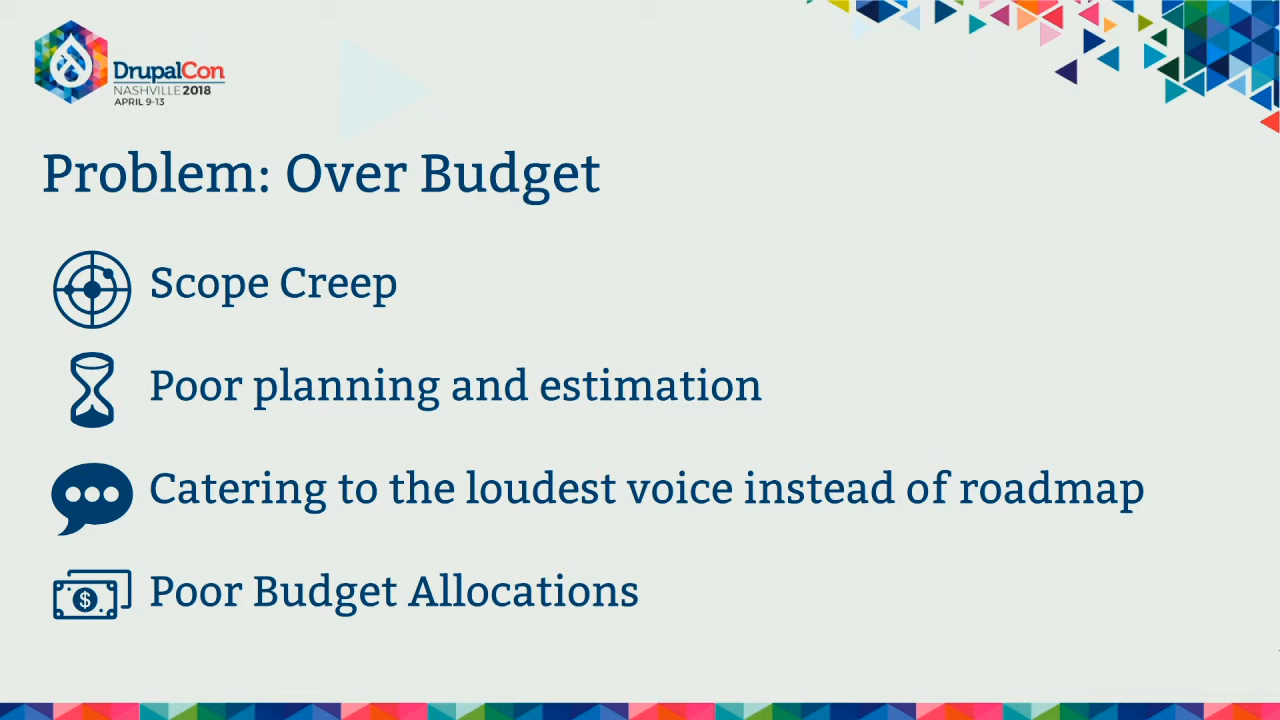 DrupalCon
NASHVILLE 2018
APRIL 9-13
Problem: Over Budget
Scope Creep
Poor planning and estimation
Catering to the loudest voice instead of roadmap
$
Poor Budget Allocations